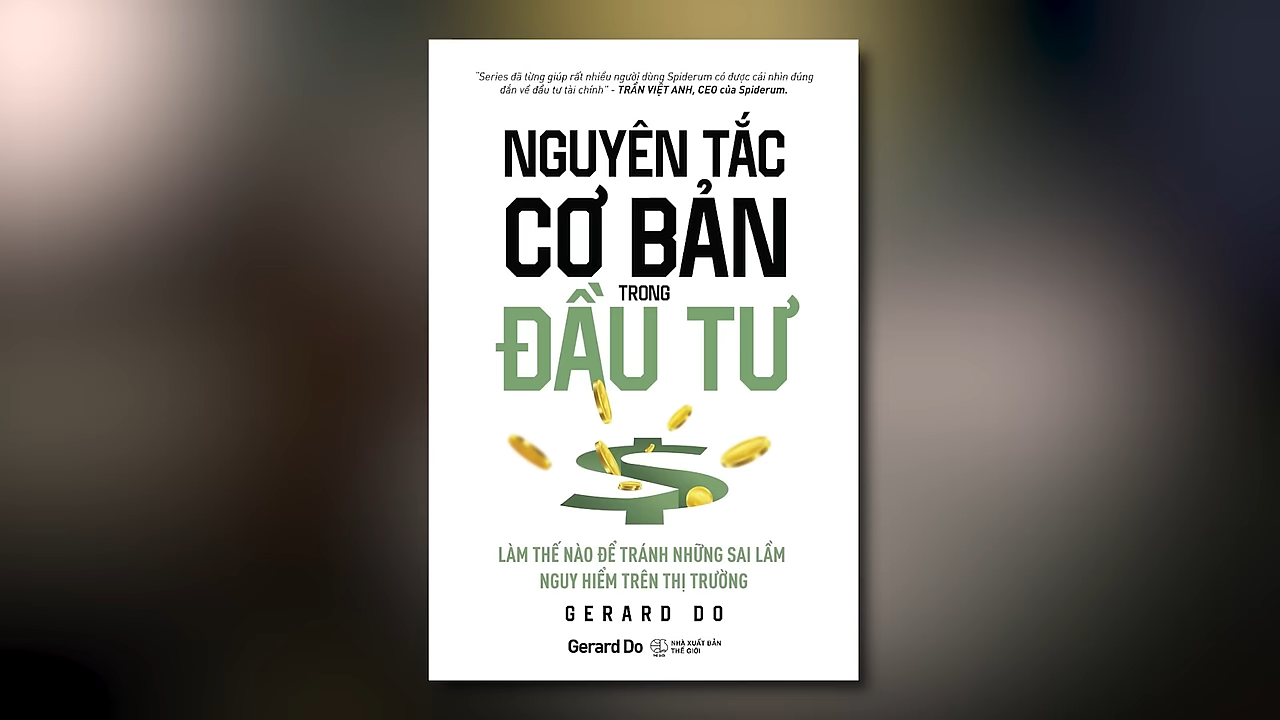 "Series đã từng giúp rất nhiều người dùng Spiderum có được cái nhìn đúng
đắn về đầu tư tài chính" - TRẦN VIỆT ANH, CEO của Spiderum.
NGUYÊN TẮC
CƠ BẢN
TRONG
ĐẦU TƯ
LÀM THẾ NÀO ĐỂ TRÁNH NHỮNG SAI LẦM
NGUY HIỂM TRÊN THỊ TRƯỜNG
GERARD DO
Gerard Do
NHÀ XUẤT BẢN
THẾ GIỚI